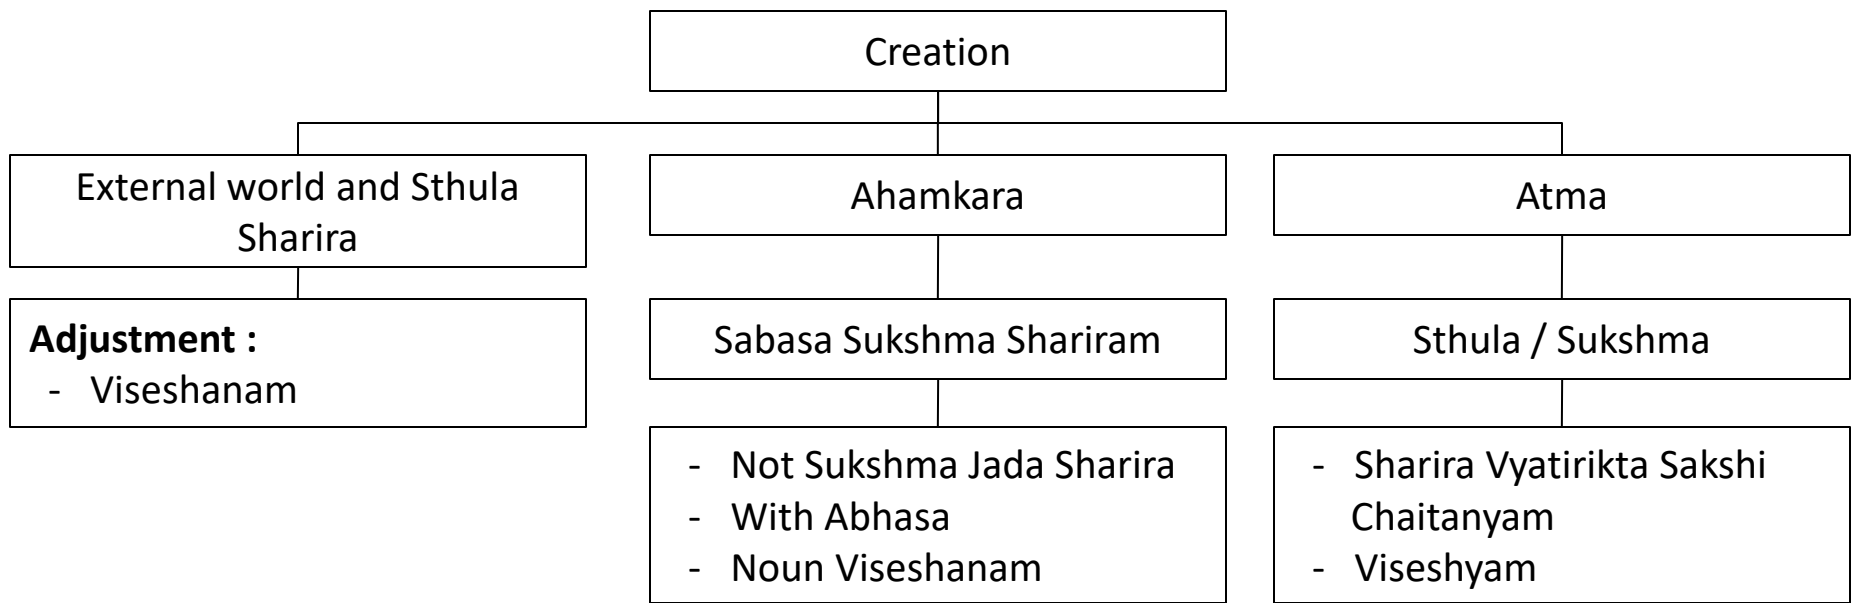 Creation
External world and Sthula
Sharira
Ahamkara
Atma
Adjustment :
- Viseshanam
Sabasa Sukshma Shariram
Sthula / Sukshma
- Not Sukshma Jada Sharira
- With Abhasa
- Noun Viseshanam
- Sharira Vyatirikta Sakshi
Chaitanyam
- Viseshyam